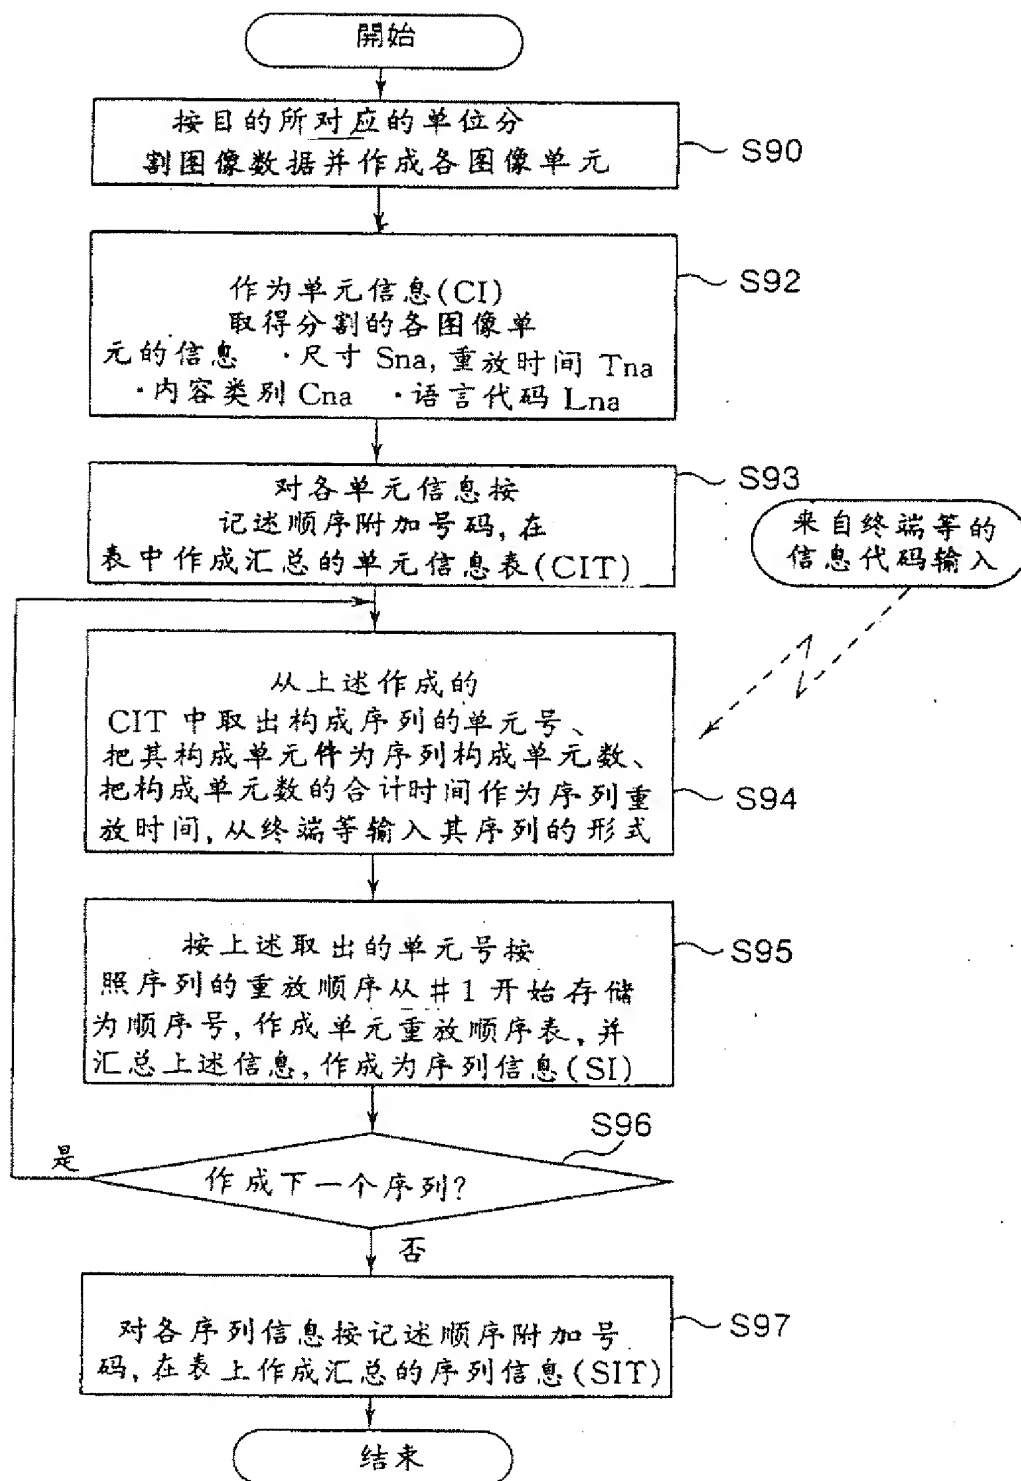 開始
按目的所对应的单位分
割图像数据并作成各图像单元
S90
作为单元信息(CI)
取得分割的各图像单
元的信息 ·尺寸 Sna, 重放时间 Tna
·内容类别 Cna ·语言代码 Lna
S92
对各单元信息按
记述顺序附加号码, 在
表中作成汇总的单元信息表(CIT)
S93
来自终端等的
信息代码输入
从上述作成的
CIT 中取出构成序列的单元号、
把其构成单元件为序列构成单元数、
把构成单元数的合计时间作为序列重
放时间, 从终端等输入其序列的形式
S94
按上述取出的单元号按
照序列的重放顺序从#1开始存储
为顺序号, 作成单元重放顺序表, 并
汇总上述信息, 作成为序列信息(SI)
S95
S96
是
作成下一个序列?
否
对各序列信息按记述顺序附加号
码, 在表上作成汇总的序列信息(SIT)
S97
结束